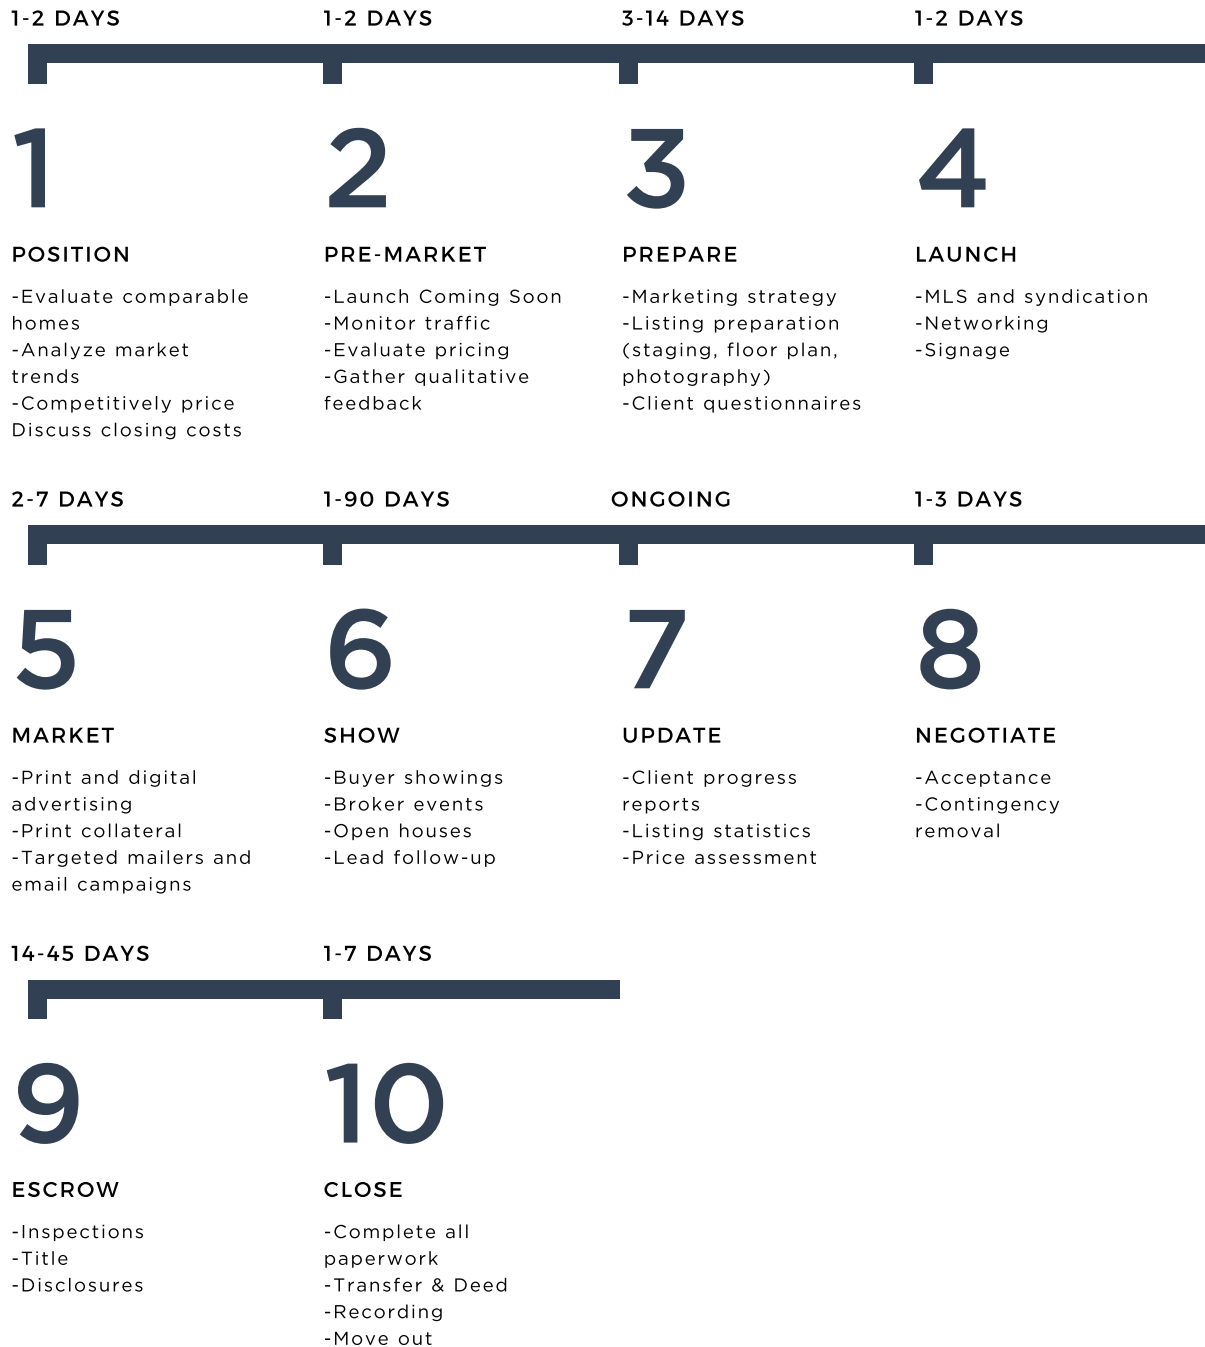 1-2 DAYS
1-2 DAYS
3-14 DAYS
1-2 DAYS
1
2
3
4
POSITION
-Evaluate comparable
homes
-Analyze market
trends
-Competitively price
Discuss closing costs
PRE-MARKET
-Launch Coming Soon
-Monitor traffic
-Evaluate pricing
-Gather qualitative
feedback
PREPARE
-Marketing strategy
-Listing preparation
(staging, floor plan,
photography)
-Client questionnaires
LAUNCH
-MLS and syndication
-Networking
-Signage
2-7 DAYS
1-90 DAYS
ONGOING
1-3 DAYS
5
6
7
8
MARKET
-Print and digital
advertising
-Print collateral
-Targeted mailers and
email campaigns
SHOW
-Buyer showings
-Broker events
-Open houses
-Lead follow-up
UPDATE
-Client progress
reports
-Listing statistics
-Price assessment
NEGOTIATE
-Acceptance
-Contingency
removal
14-45 DAYS
1-7 DAYS
9
10
ESCROW
-Inspections
-Title
-Disclosures
CLOSE
-Complete all
paperwork
-Transfer & Deed
-Recording
-Move out